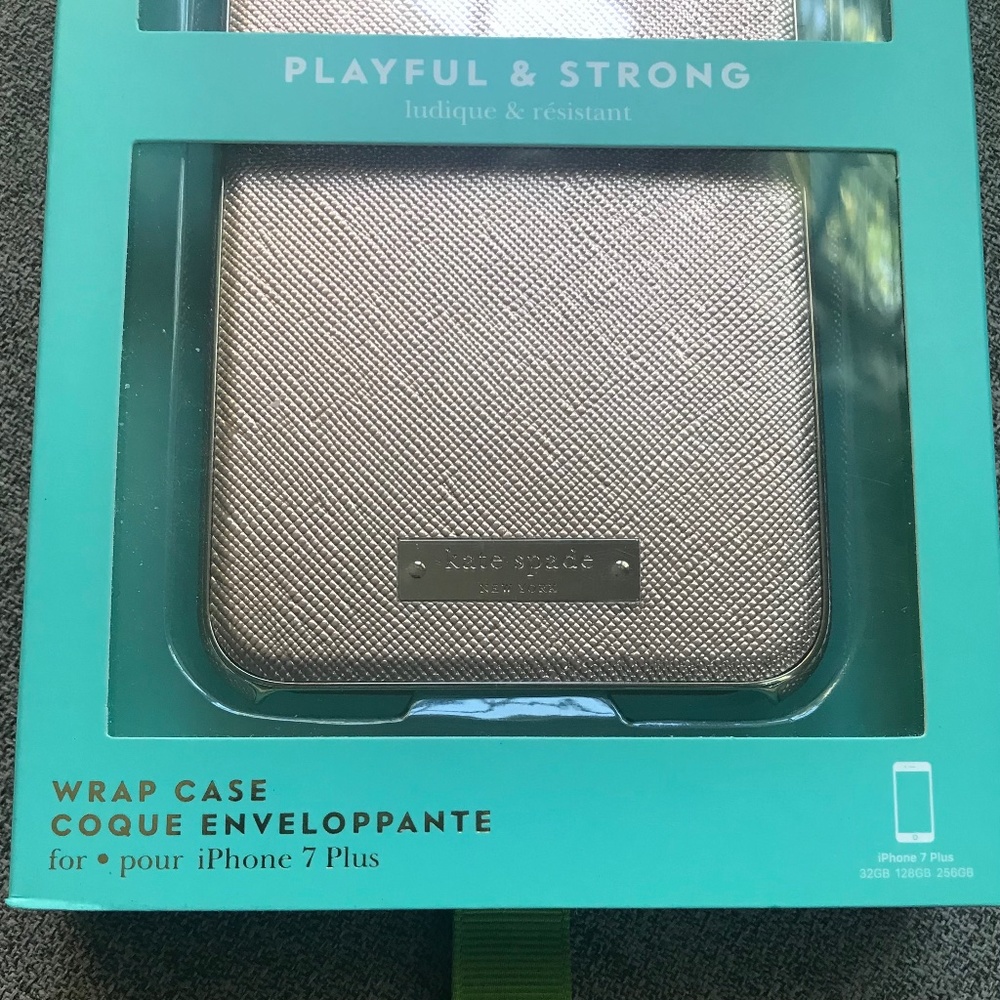 PLAYFUL & STRONG
ludique & résistant
kate spade
NEW YORK
WRAP CASE
COQUE ENVELOPPANTE
for • pour iPhone 7 Plus
iPhone 7 Plus
32GB 128GB 256GB